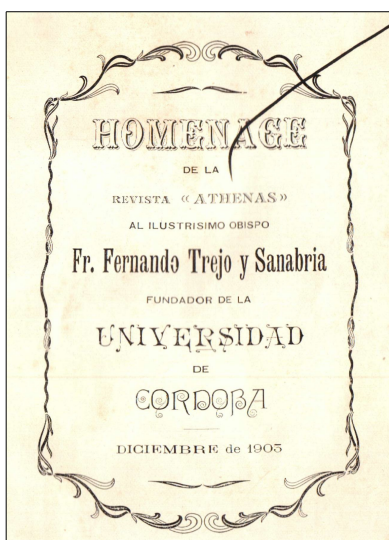 HOMENAGE
DE LA
REVISTA «ATHENAS»
AL ILUSTRISIMO OBISPO
Fr. Fernando Trejo y Sanabria
FUNDADOR DE LA
UNIVERSIDAD
DE
CORDOBA
DICIEMBRE de 1903